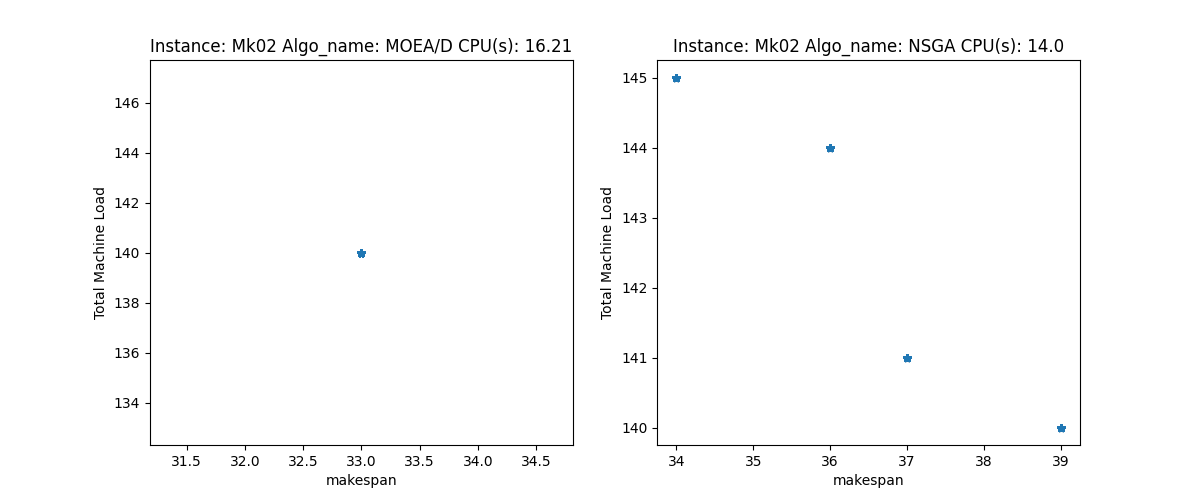 Instance: Mk02 Algo_name: MOEA/D CPU(s): 16.21
146
144
142
140
138
136
134
Total Machine Load
31.5 32.0 32.5 33.0 33.5 34.0 34.5
makespan
Instance: Mk02 Algo_name: NSGA CPU(s): 14.0
145
144
143
142
141
140
Total Machine Load
34 35 36 37 38 39
makespan